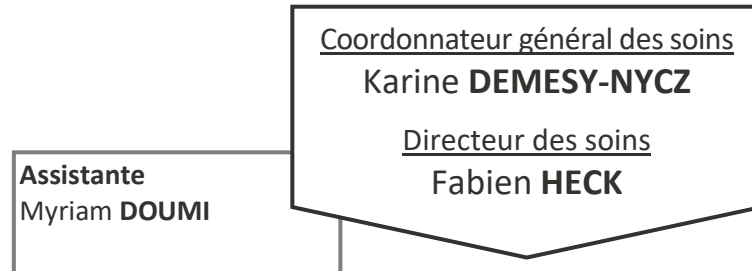 Coordonnateur général des soins
Karine DEMESY-NYCZ
Directeur des soins
Fabien HECK
Assistante
Myriam DOUMI